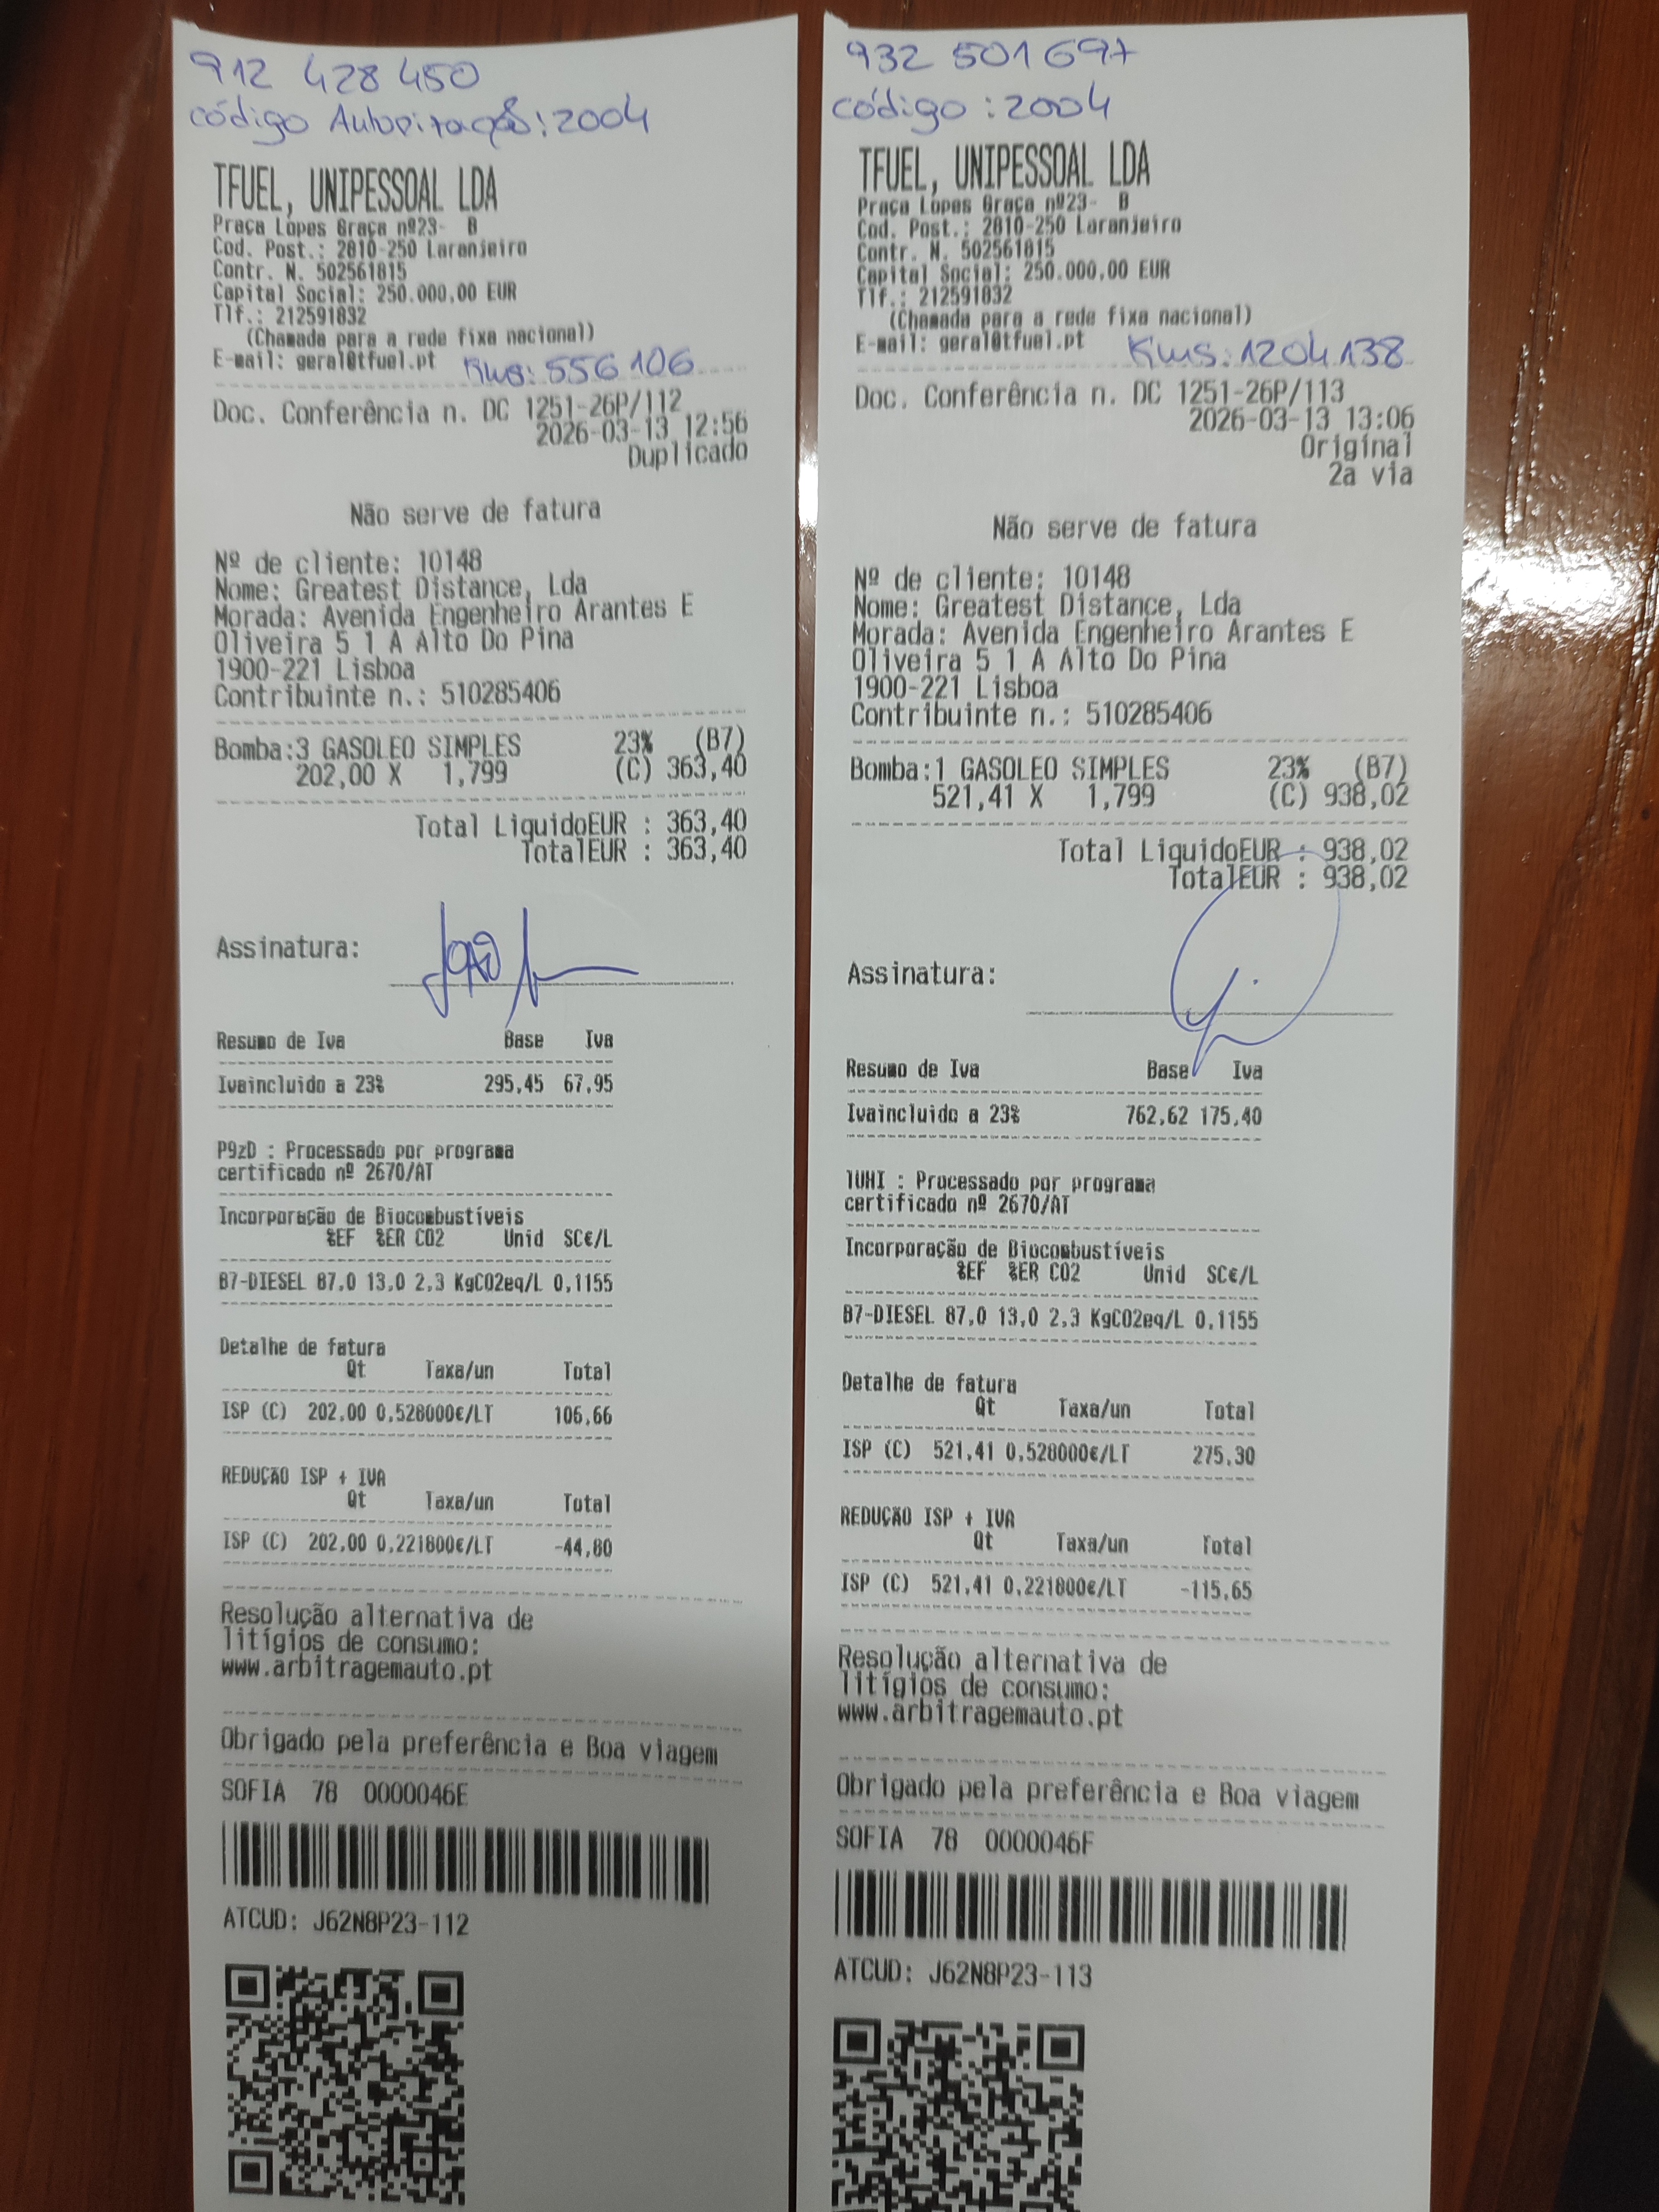 912 428 450
código Autorização: 2004
TFUEL, UNIPESSOAL LDA
Praça Lopes Graça nº23- B
Cod. Post.: 2810-250 Laranjeiro
Contr. N. 502561815
Capital Social: 250.000,00 EUR
Tlf.: 212591832
(Chamada para a rede fixa nacional)
E-mail: geral@tfuel.pt Kms: 556 106
Doc. Conferência n. DC 1251-26P/112
2026-03-13 12:56
Duplicado
Não serve de fatura
Nº de cliente: 10148
Nome: Greatest Distance, Lda
Morada: Avenida Engenheiro Arantes E
Oliveira 5 1 A Alto Do Pina
1900-221 Lisboa
Contribuinte n.: 510285406
Bomba:3 GASOLEO SIMPLES 23% (B7)
202,00 X 1,799 (C) 363,40
Total LiquidoEUR : 363,40
TotalEUR : 363,40
Assinatura:
Resumo de Iva Base Iva
Ivaincluido a 23% 295,45 67,95
P9zD : Processado por programa
certificado nº 2670/AT
Incorporação de Biocombustíveis
%EF %ER CO2 Unid SC€/L
B7-DIESEL 87,0 13,0 2,3 KgCO2eq/L 0,1155
Detalhe de fatura
Qt Taxa/un Total
ISP (C) 202,00 0,528000€/LT 106,66
REDUÇÃO ISP + IVA
Qt Taxa/un Total
ISP (C) 202,00 0,221800€/LT -44,80
Resolução alternativa de
litígios de consumo:
www.arbitragemauto.pt
Obrigado pela preferência e Boa viagem
SOFIA 78 0000046E
ATCUD: J62N8P23-112
932 501 697
código : 2004
TFUEL, UNIPESSOAL LDA
Praça Lopes Graça nº23- B
Cod. Post.: 2810-250 Laranjeiro
Contr. N. 502561815
Capital Social: 250.000,00 EUR
Tlf.: 212591832
(Chamada para a rede fixa nacional)
E-mail: geral@tfuel.pt Kms: 1204138
Doc. Conferência n. DC 1251-26P/113
2026-03-13 13:06
Original
2a via
Não serve de fatura
Nº de cliente: 10148
Nome: Greatest Distance, Lda
Morada: Avenida Engenheiro Arantes E
Oliveira 5 1 A Alto Do Pina
1900-221 Lisboa
Contribuinte n.: 510285406
Bomba:1 GASOLEO SIMPLES 23% (B7)
521,41 X 1,799 (C) 938,02
Total LiquidoEUR : 938,02
TotalEUR : 938,02
Assinatura:
Resumo de Iva Base Iva
Ivaincluido a 23% 762,62 175,40
1UHI : Processado por programa
certificado nº 2670/AT
Incorporação de Biocombustíveis
%EF %ER CO2 Unid SC€/L
B7-DIESEL 87,0 13,0 2,3 KgCO2eq/L 0,1155
Detalhe de fatura
Qt Taxa/un Total
ISP (C) 521,41 0,528000€/LT 275,30
REDUÇÃO ISP + IVA
Qt Taxa/un Total
ISP (C) 521,41 0,221800€/LT -115,65
Resolução alternativa de
litígios de consumo:
www.arbitragemauto.pt
Obrigado pela preferência e Boa viagem
SOFIA 78 0000046F
ATCUD: J62N8P23-113